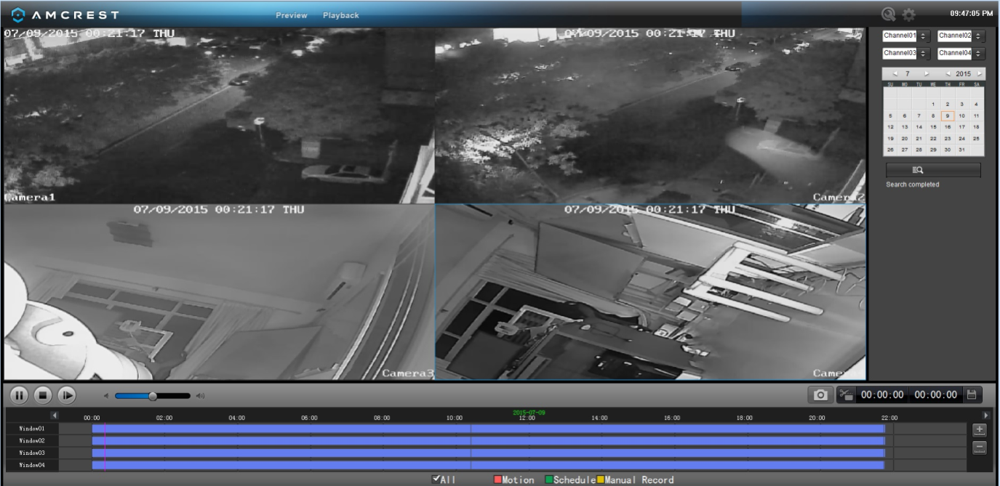 AMCREST Preview Playback 09:47:05 PM
07/09/2015 00:21:17 THU 07/09/2015 00:21:17 THU
Channel01 Channel02
Channel03 Channel04
7 2015
SU MO TU WE TH FR SA
1 2 3 4
5 6 7 8 9 10 11
12 13 14 15 16 17 18
19 20 21 22 23 24 25
26 27 28 29 30 31
Search completed
Camera1 Camera2
07/09/2015 00:21:17 THU 07/09/2015 00:21:17 THU
Camera3 Came
00:00:00 00:00:00
2015-07-09
00:00 02:00 04:00 06:00 08:00 10:00 12:00 14:00 16:00 18:00 20:00 22:00
Window01
Window02
Window03
Window04
All Motion Schedule Manual Record